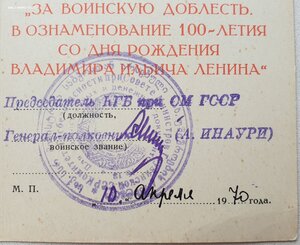 „ЗА ВОИНСКУЮ ДОБЛЕСТЬ.
В ОЗНАМЕНОВАНИЕ 100-ЛЕТИЯ
СО ДНЯ РОЖДЕНИЯ
ВЛАДИМИРА ИЛЬИЧА ЛЕНИНА“
Председатель КГБ при СМ ГССР
(должность,
Генерал-полковник (А. ИНАУРИ)
воинское звание)
М. П.
"10" апреля 1970 года.